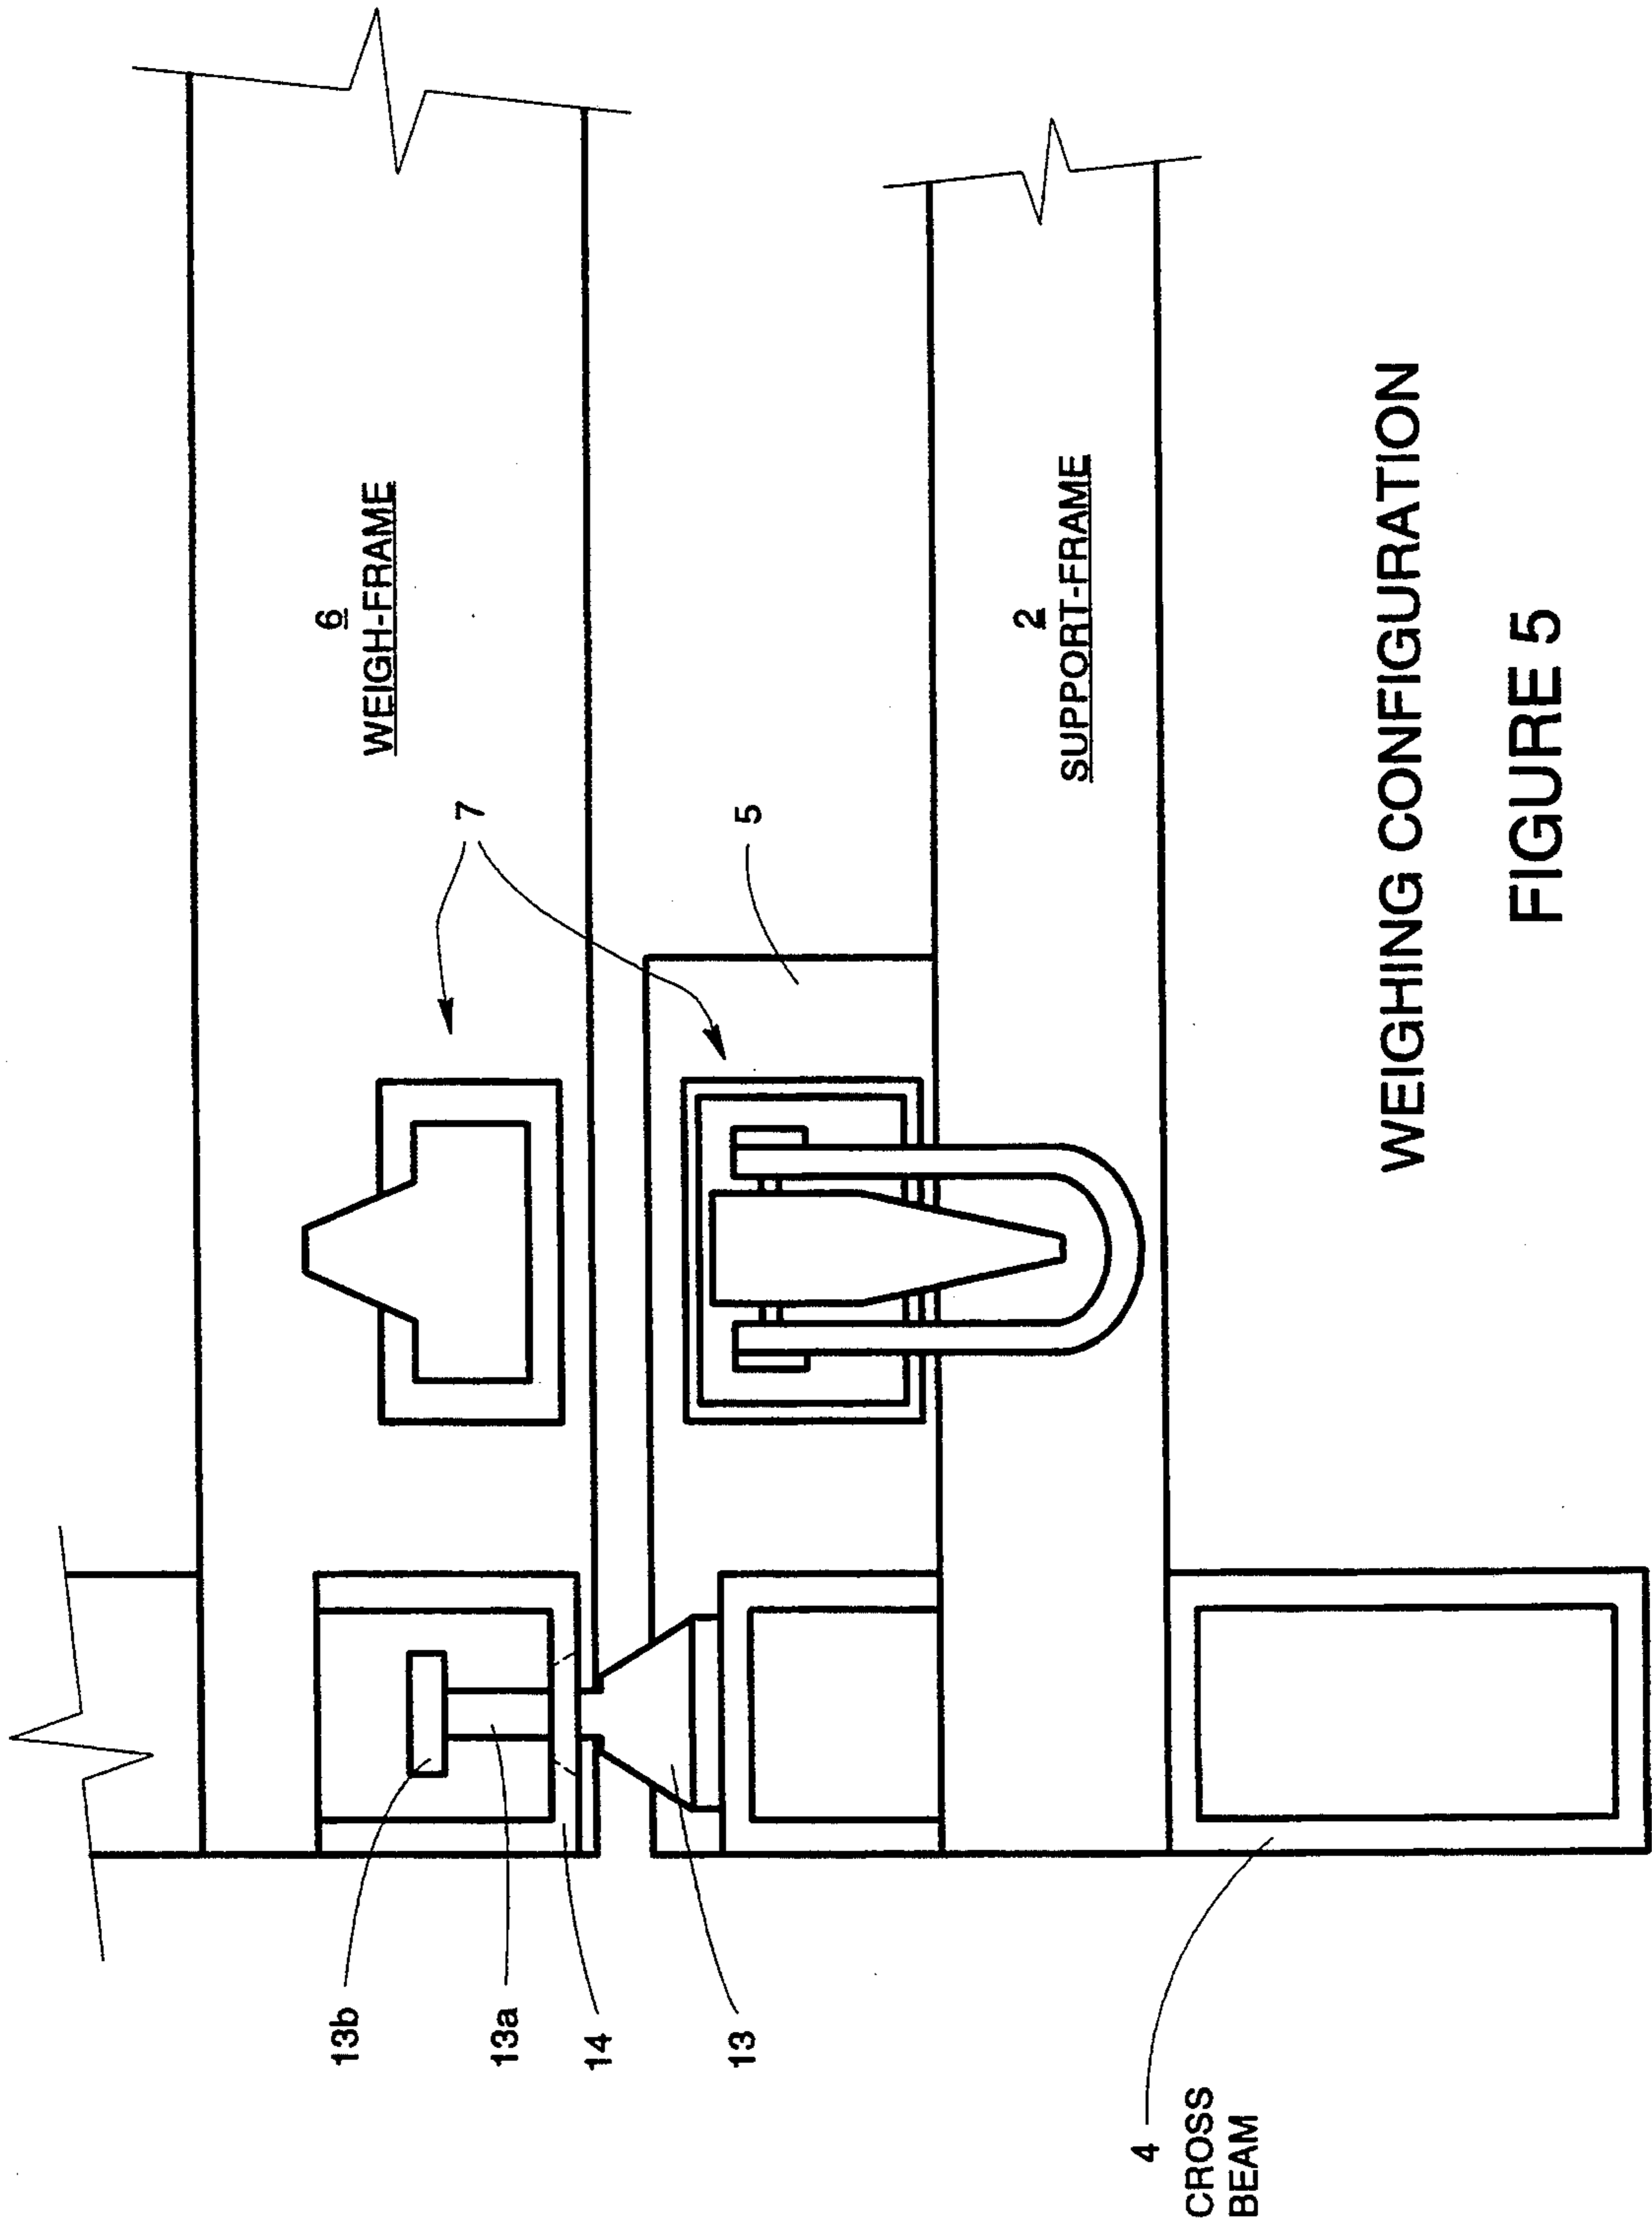 6
WEIGH-FRAME
7
5
2
SUPPORT-FRAME
13b
13a
14
13
4
CROSS
BEAM
WEIGHING CONFIGURATION
FIGURE 5